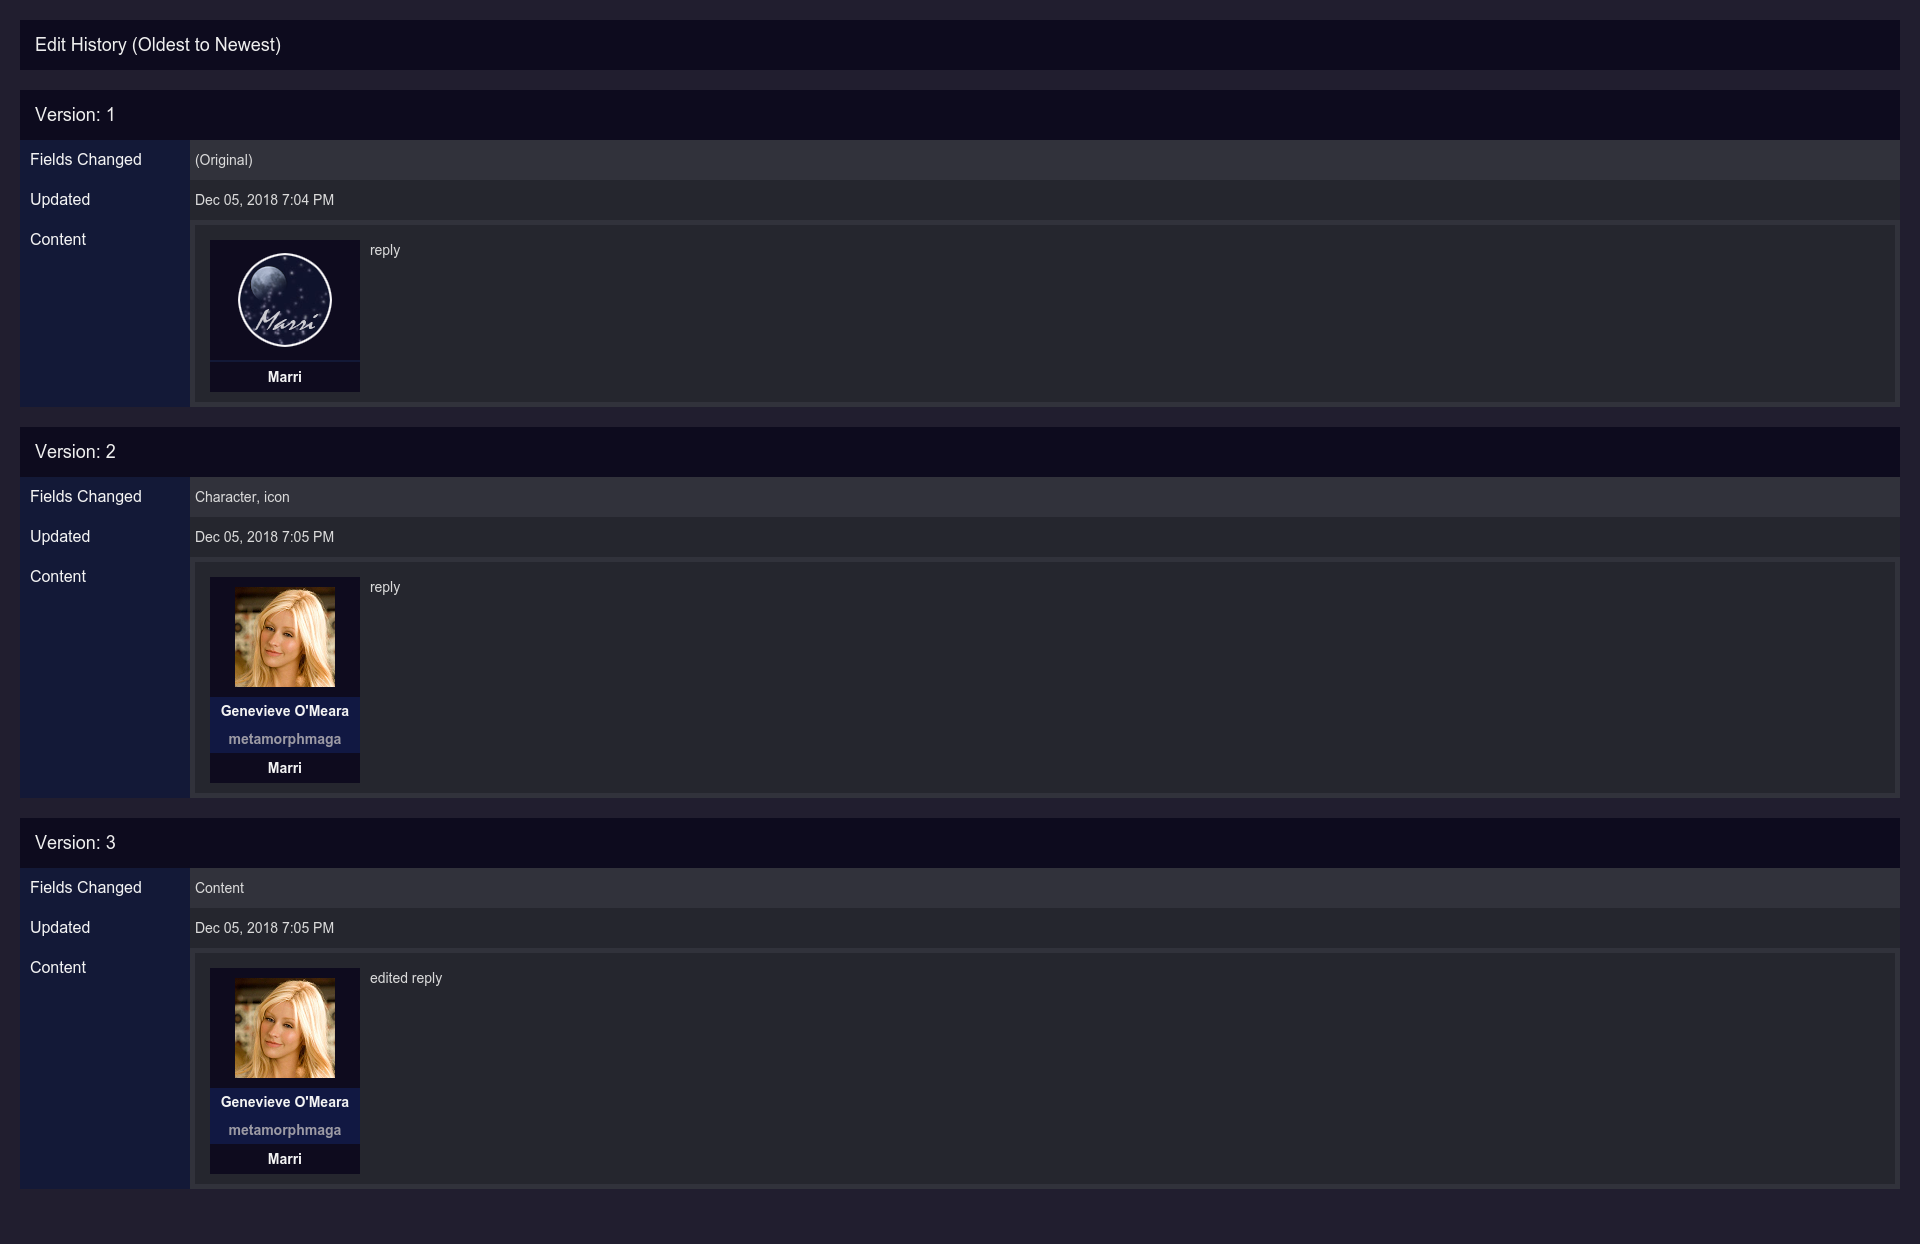 Edit History (Oldest to Newest)
Version: 1
Fields Changed
(Original)
Updated
Dec 05, 2018 7:04 PM
Content
Marri
reply
Marri
Version: 2
Fields Changed
Character, icon
Updated
Dec 05, 2018 7:05 PM
Content
reply
Genevieve O'Meara
metamorphmaga
Marri
Version: 3
Fields Changed
Content
Updated
Dec 05, 2018 7:05 PM
Content
edited reply
Genevieve O'Meara
metamorphmaga
Marri